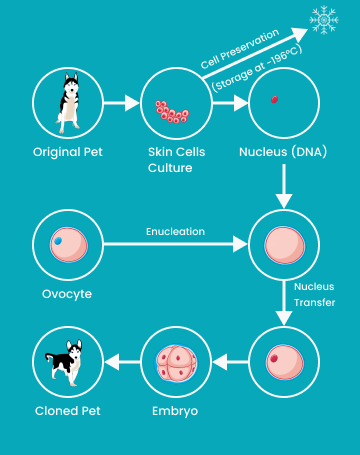 Cell Preservation
(Storage at -196°C)
Original Pet
Skin Cells
Culture
Nucleus (DNA)
Enucleation
Ovocyte
Nucleus
Transfer
Cloned Pet
Embryo